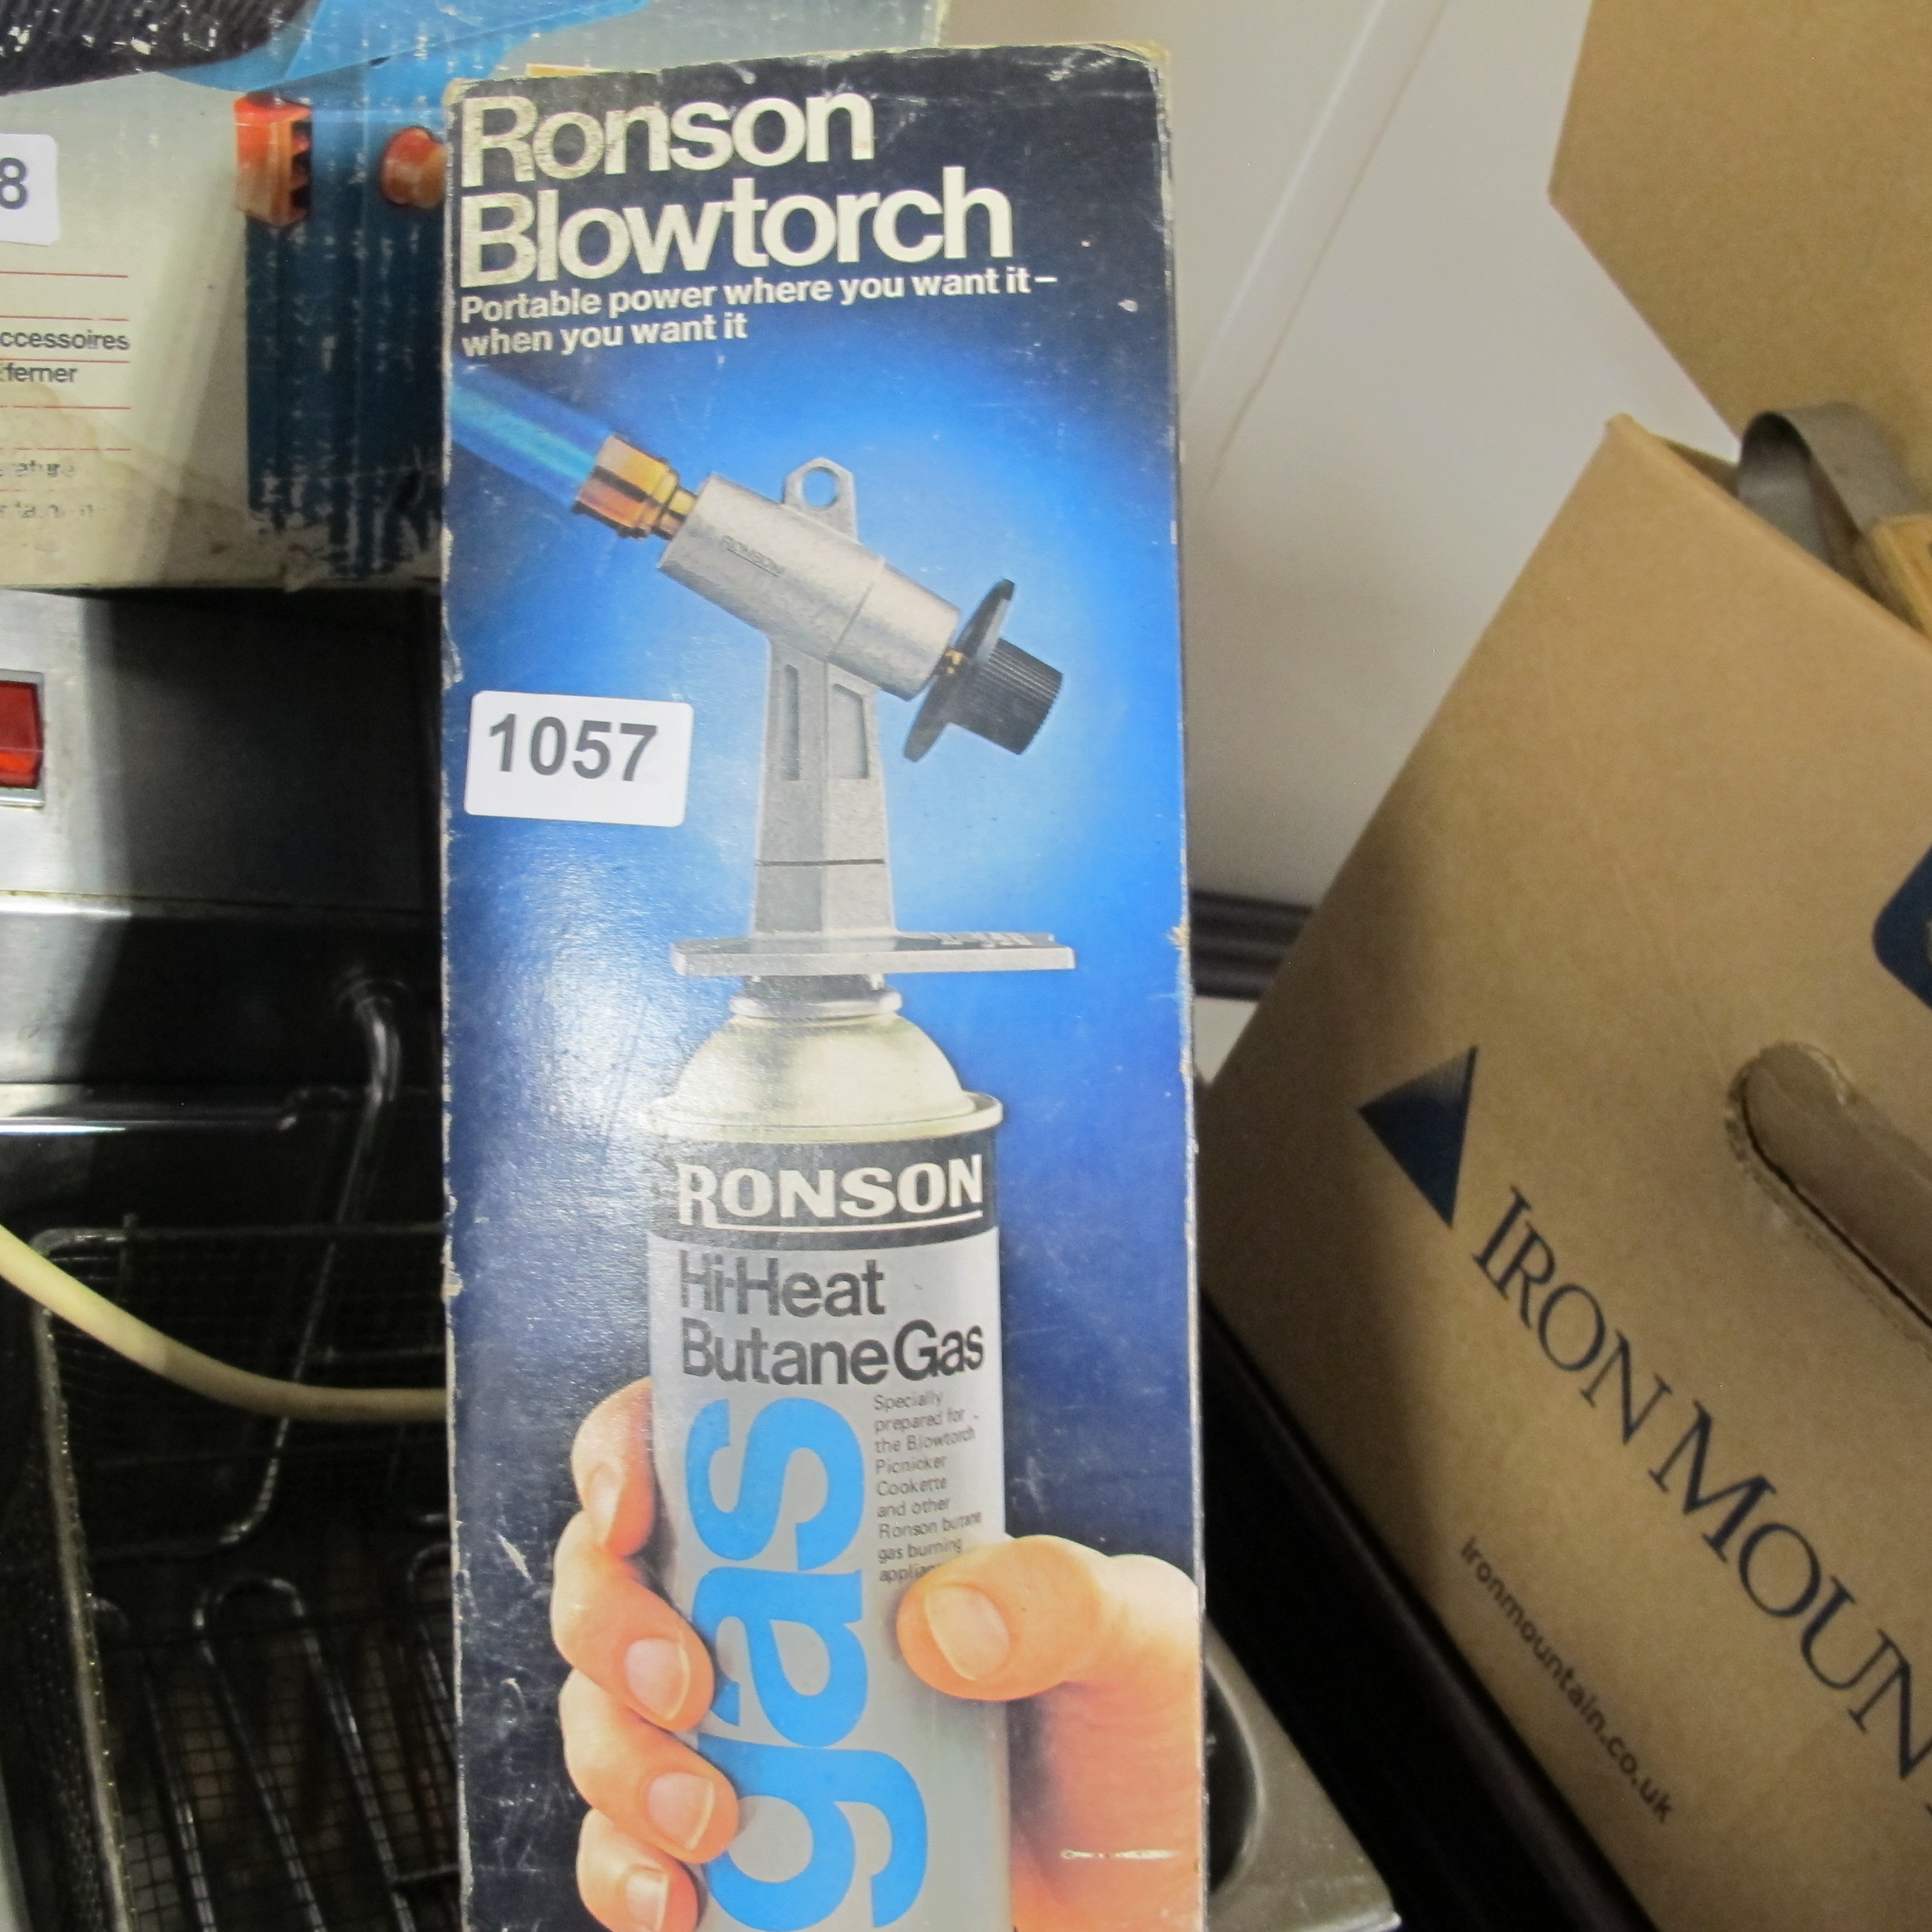 Ronson
Blowtorch
Portable power where you want it –
when you want it
RONSON
1057
RONSON
Hi-Heat
Butane Gas
gas
Specially
prepared for
the Blowtorch
Picnicker
Cookette
and other
Ronson butane
gas burning
8
ccessoires
ferner
IRON MOUN
ironmountain.co.uk